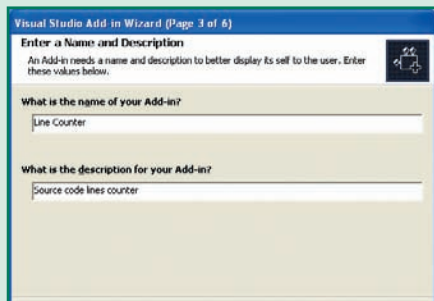 Visual Studio Add-in Wizard (Page 3 of 6)
Enter a Name and Description
An Add-in needs a name and description to better display its self to the user. Enter
these values below.
What is the name of your Add-in?
Line Counter
What is the description for your Add-in?
Source code lines counter